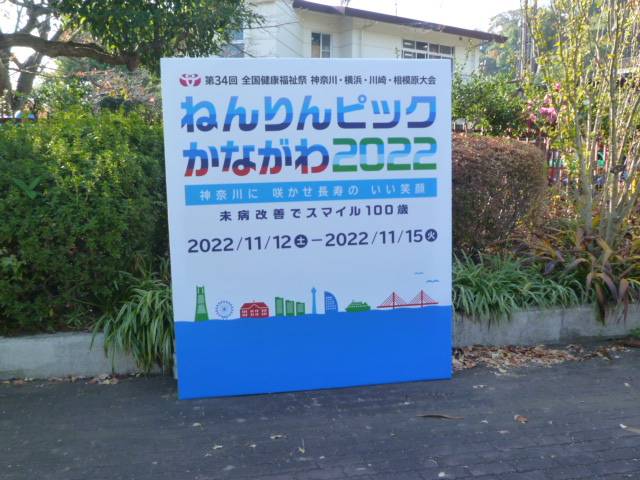 第34回 全国健康福祉祭 神奈川・横浜・川崎・相模原大会
ねんりんピック
かながわ2022
神奈川に 咲かせ長寿の いい笑顔
未病改善でスマイル100歳
2022/11/12土－2022/11/15火